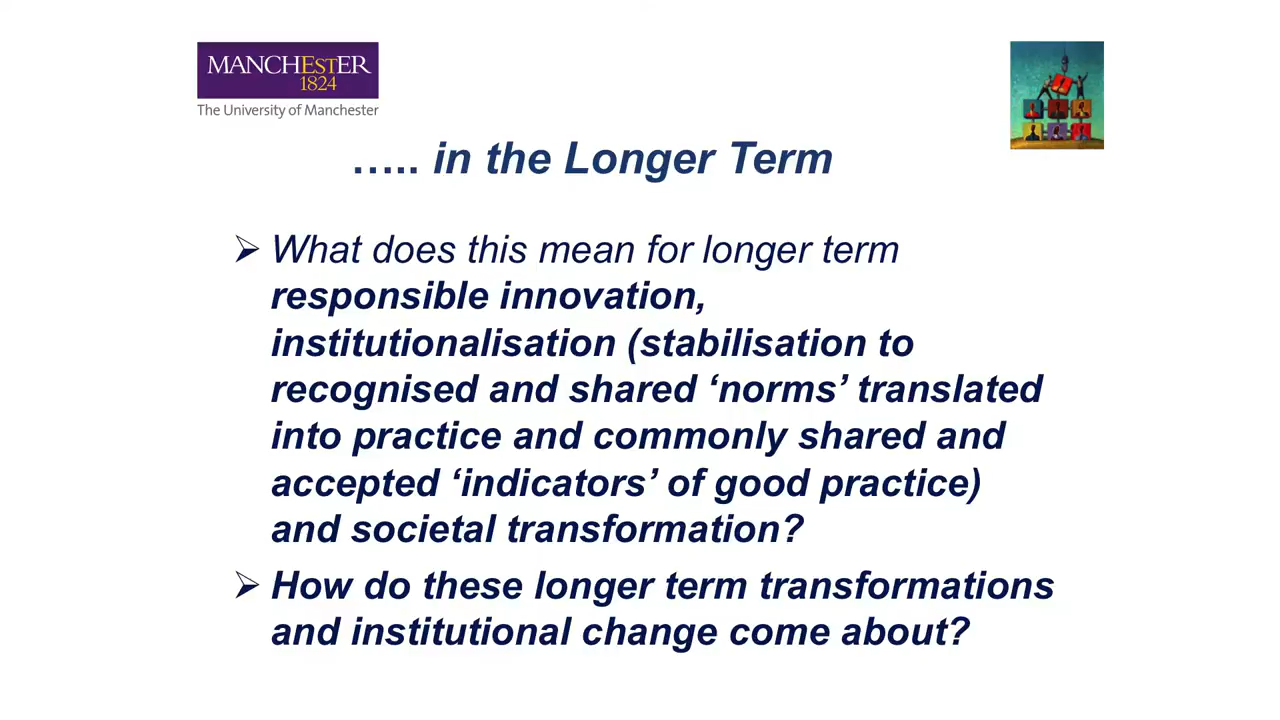 MANCHESTER
1824
The University of Manchester
….. in the Longer Term
➢ What does this mean for longer term
responsible innovation,
institutionalisation (stabilisation to
recognised and shared ‘norms’ translated
into practice and commonly shared and
accepted ‘indicators’ of good practice)
and societal transformation?
➢ How do these longer term transformations
and institutional change come about?